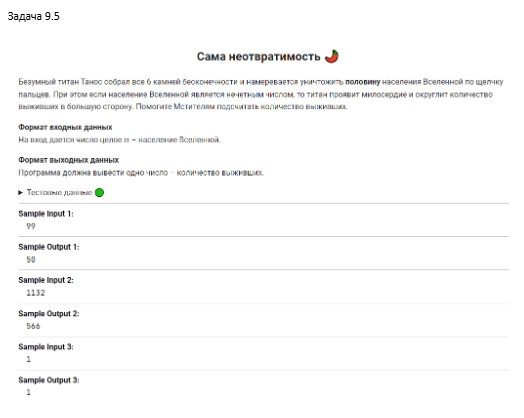 Задача 9.5
Сама неотвратимость 🌶️
Безумный титан Танос собрал все 6 камней бесконечности и намеревается уничтожить половину населения Вселенной по щелчку
пальцев. При этом если население Вселенной является нечетным числом, то титан проявит милосердие и округлит количество
выживших в большую сторону. Помогите Мстителям подсчитать количество выживших.
Формат входных данных
На вход дается число целое n – население Вселенной.
Формат выходных данных
Программа должна вывести одно число – количество выживших.
▸ Тестовые данные 🟢
Sample Input 1:
99
Sample Output 1:
50
Sample Input 2:
1132
Sample Output 2:
566
Sample Input 3:
1
Sample Output 3:
1